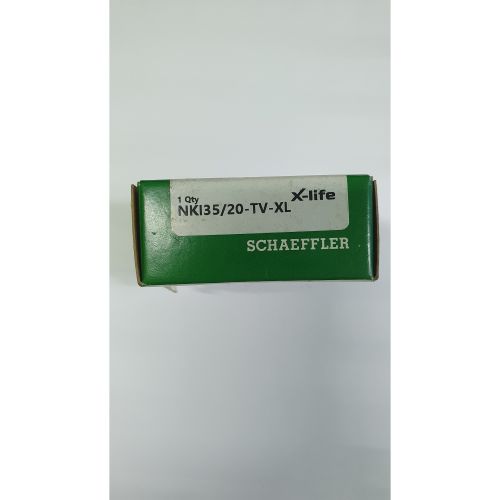 1 Qty
X-life
NKI35/20-TV-XL
SCHAEFFLER